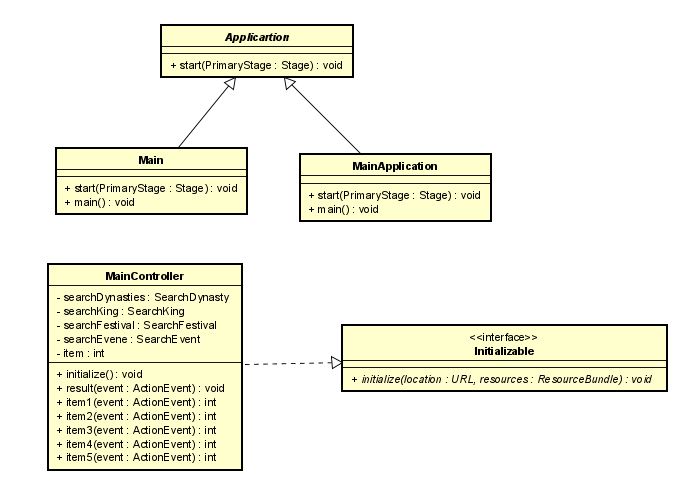 Applicartion
+ start(PrimaryStage : Stage) : void
Main
+ start(PrimaryStage : Stage) : void
+ main() : void
MainApplication
+ start(PrimaryStage : Stage) : void
+ main() : void
MainController
- searchDynasties : SearchDynasty
- searchKing : SearchKing
- searchFestival : SearchFestival
- searchEvene : SearchEvent
- item : int
+ initialize() : void
+ result(event : ActionEvent) : void
+ item1(event : ActionEvent) : int
+ item2(event : ActionEvent) : int
+ item3(event : ActionEvent) : int
+ item4(event : ActionEvent) : int
+ item5(event : ActionEvent) : int
<<interface>>
Initializable
+ initialize(location : URL, resources : ResourceBundle) : void